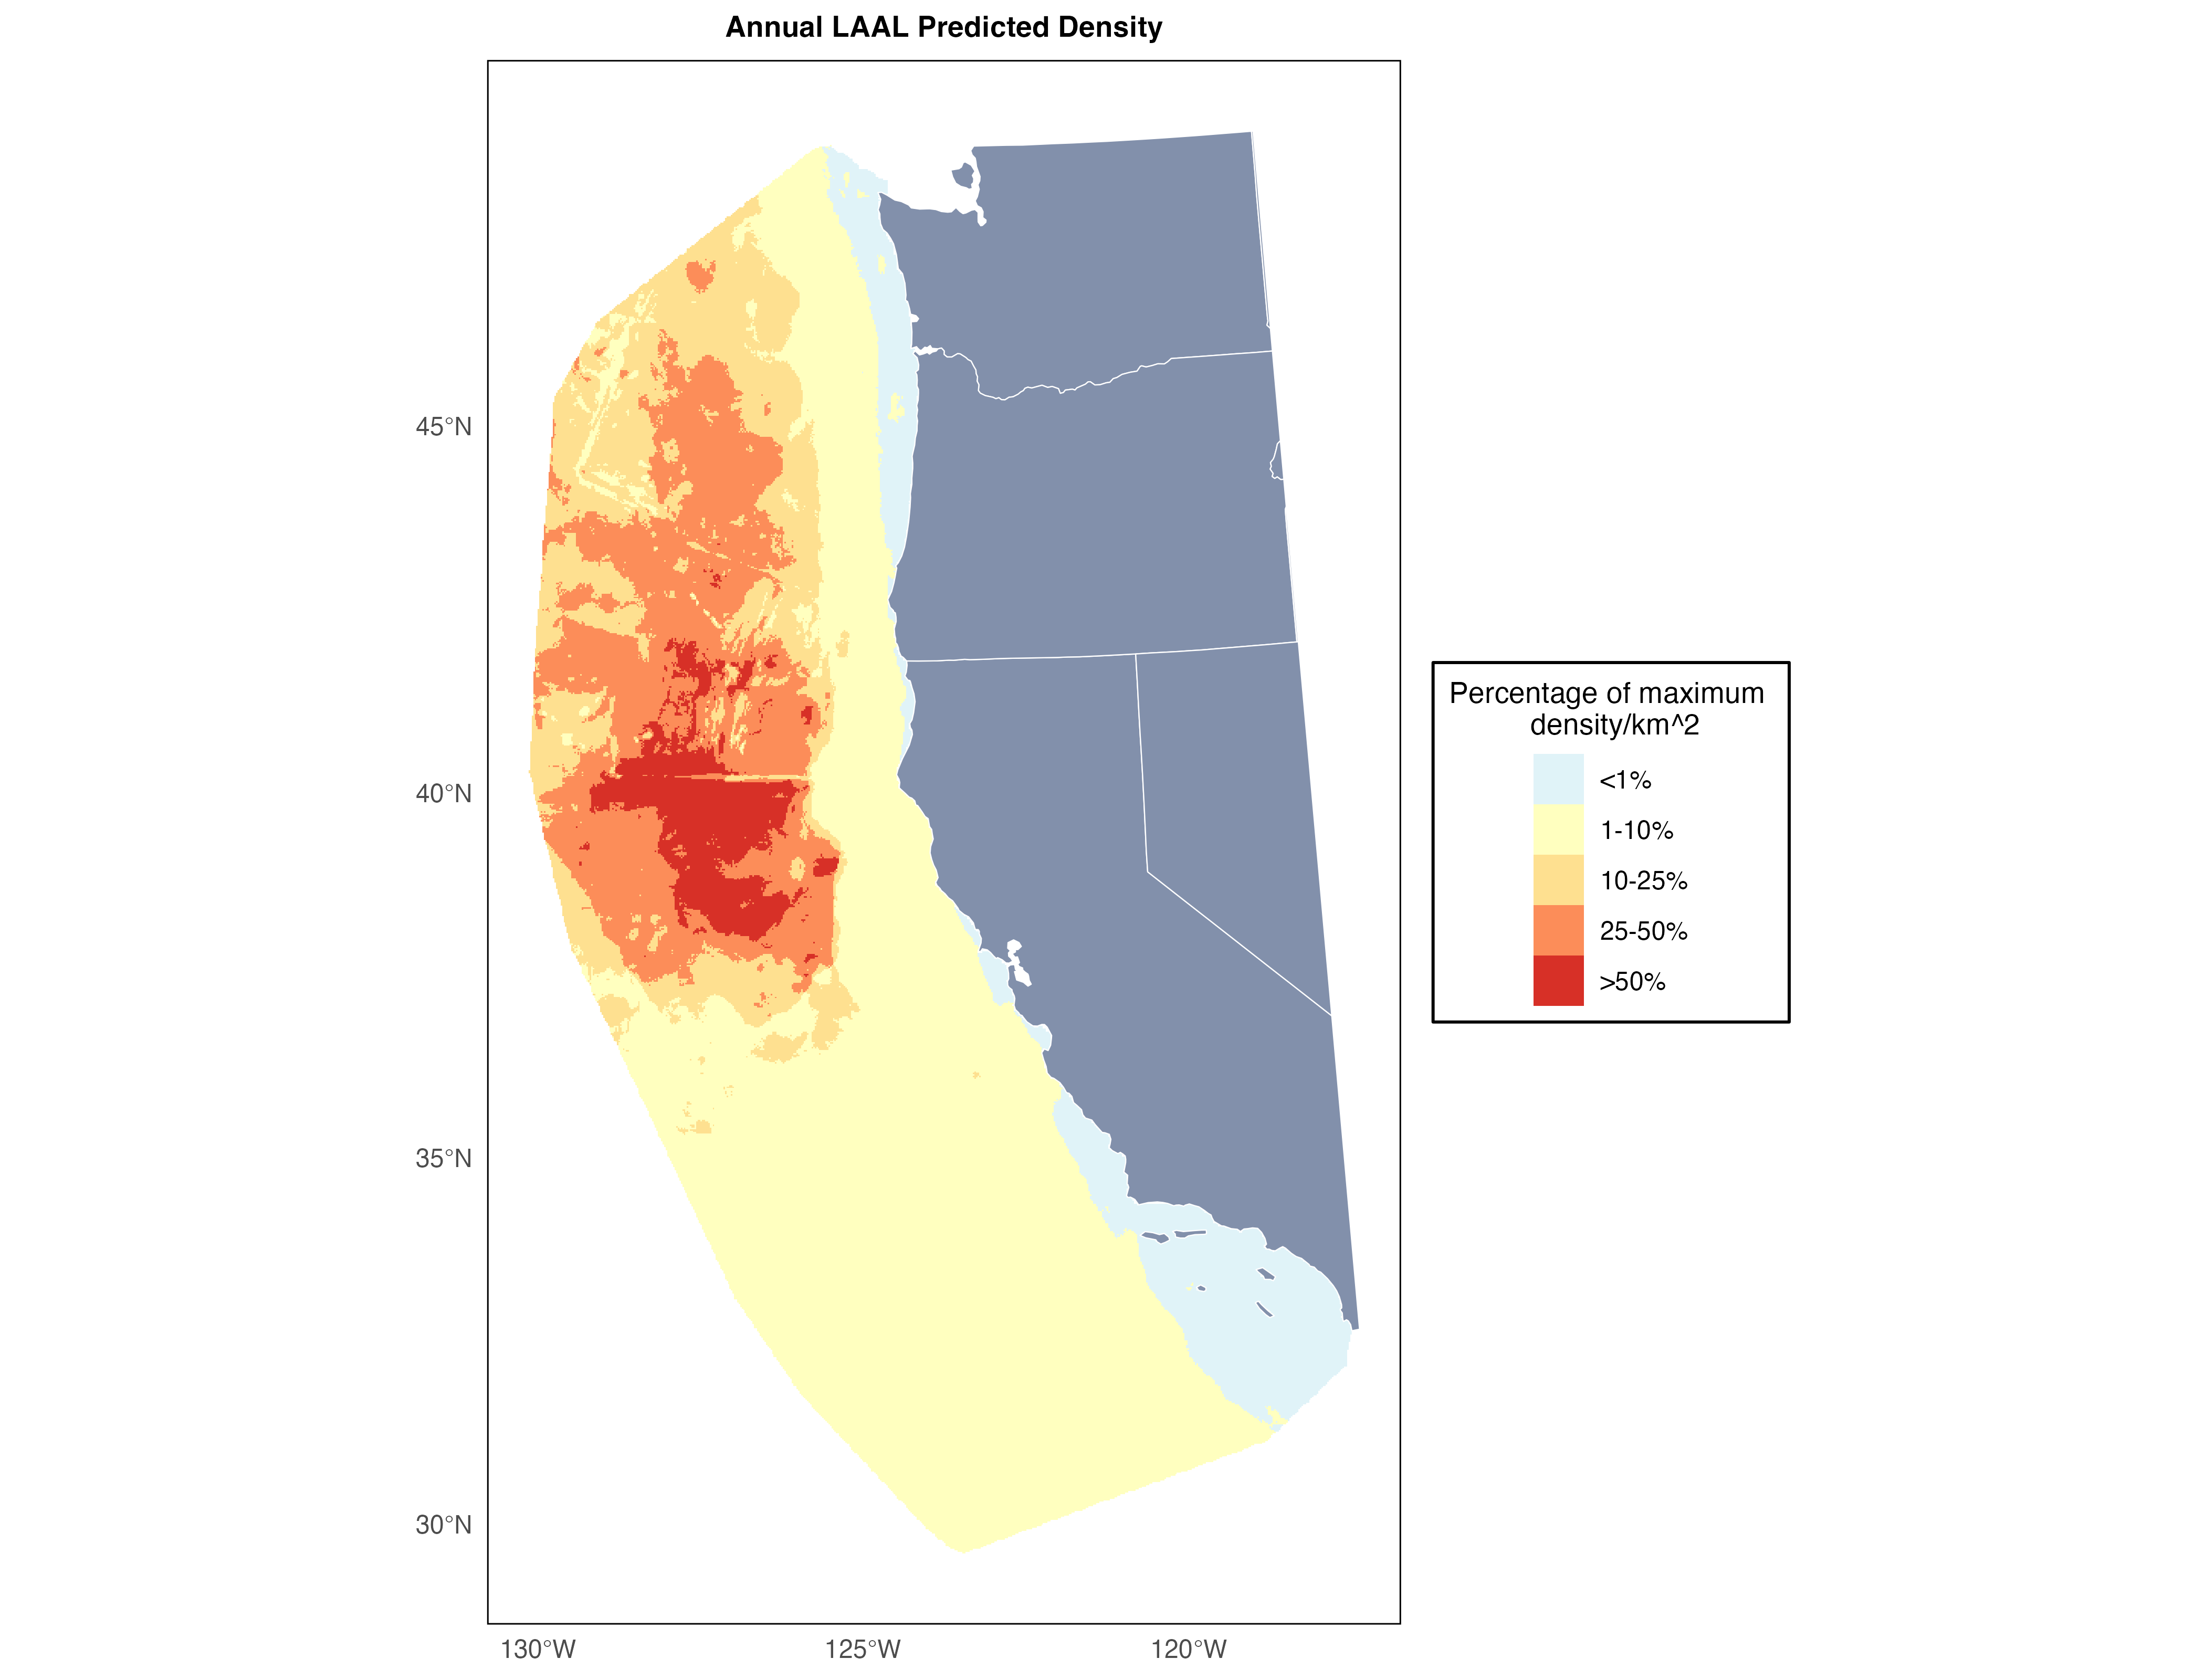 Annual LAAL Predicted Density
45°N
40°N
35°N
30°N
130°W
125°W
120°W
Percentage of maximum
density/km^2
<1%
1-10%
10-25%
25-50%
>50%